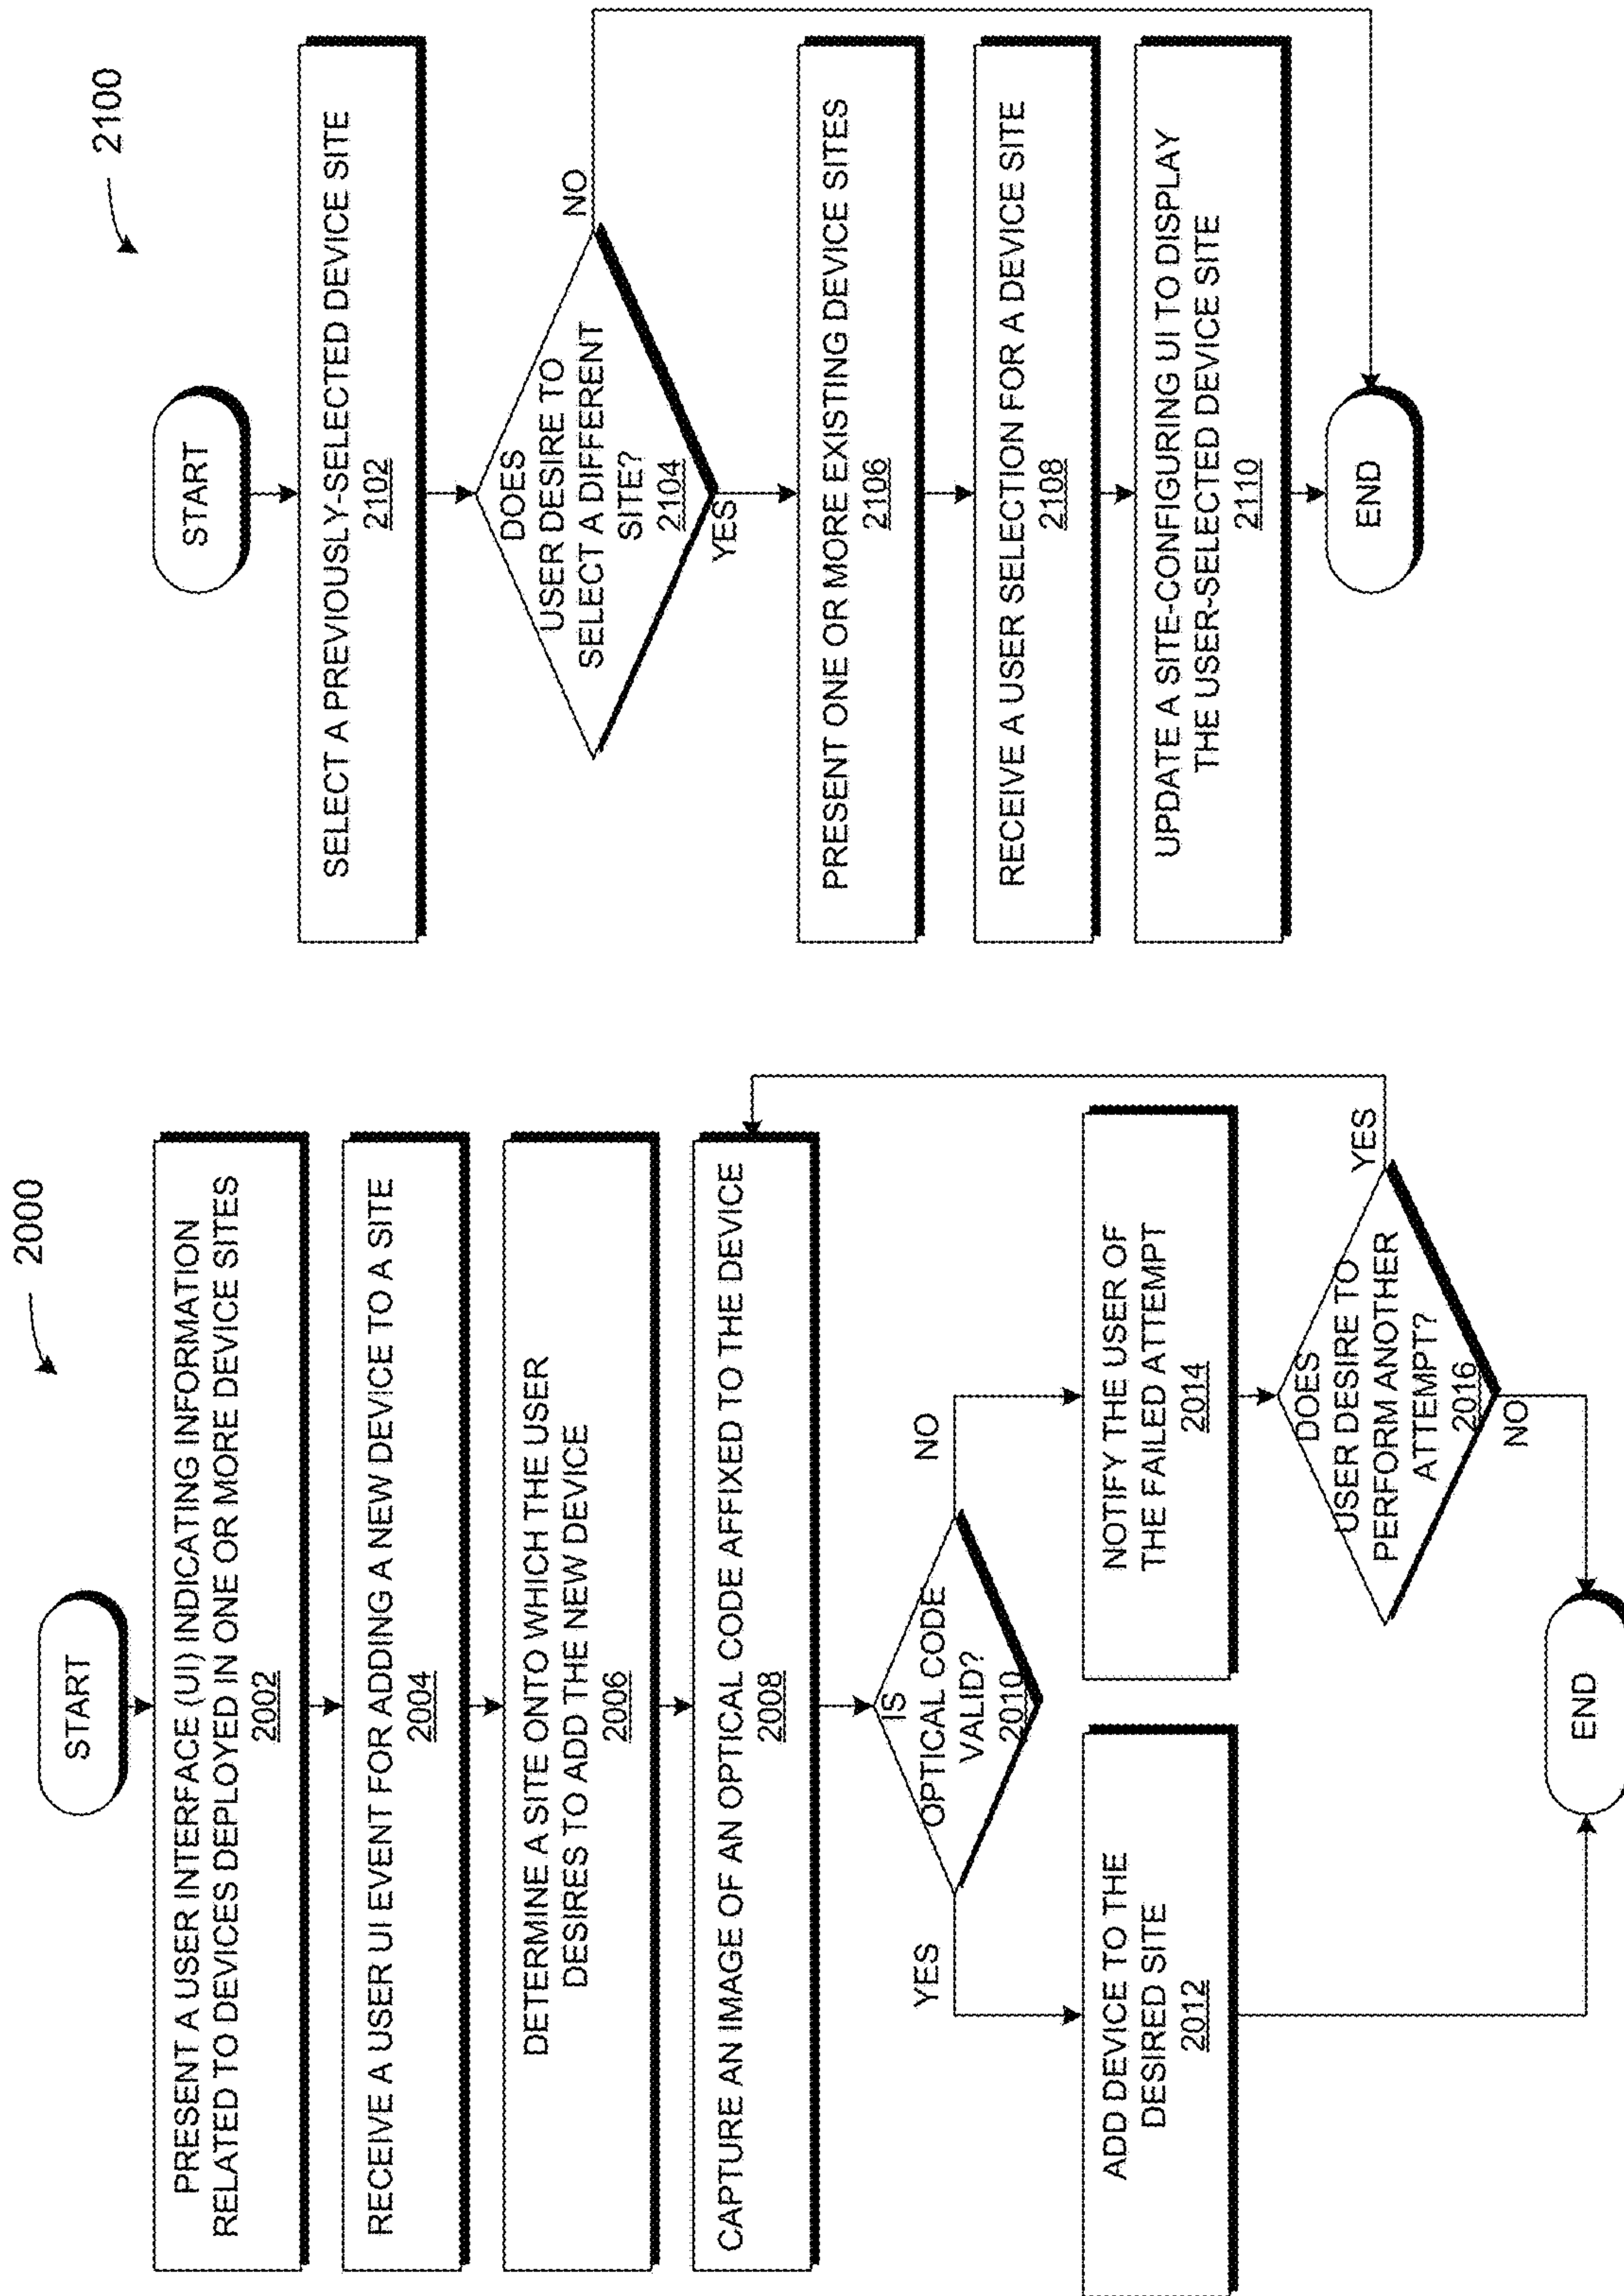 2000
START
PRESENT A USER INTERFACE (UI) INDICATING INFORMATION
RELATED TO DEVICES DEPLOYED IN ONE OR MORE DEVICE SITES
2002
RECEIVE A USER UI EVENT FOR ADDING A NEW DEVICE TO A SITE
2004
DETERMINE A SITE ONTO WHICH THE USER
DESIRES TO ADD THE NEW DEVICE
2006
CAPTURE AN IMAGE OF AN OPTICAL CODE AFFIXED TO THE DEVICE
2008
IS
OPTICAL CODE
VALID?
2010
YES
NO
ADD DEVICE TO THE
DESIRED SITE
2012
NOTIFY THE USER OF
THE FAILED ATTEMPT
2014
DOES
USER DESIRE TO
PERFORM ANOTHER
ATTEMPT?
2016
YES
NO
END
2100
START
SELECT A PREVIOUSLY-SELECTED DEVICE SITE
2102
DOES
USER DESIRE TO
SELECT A DIFFERENT
SITE?
2104
NO
YES
PRESENT ONE OR MORE EXISTING DEVICE SITES
2106
RECEIVE A USER SELECTION FOR A DEVICE SITE
2108
UPDATE A SITE-CONFIGURING UI TO DISPLAY
THE USER-SELECTED DEVICE SITE
2110
END